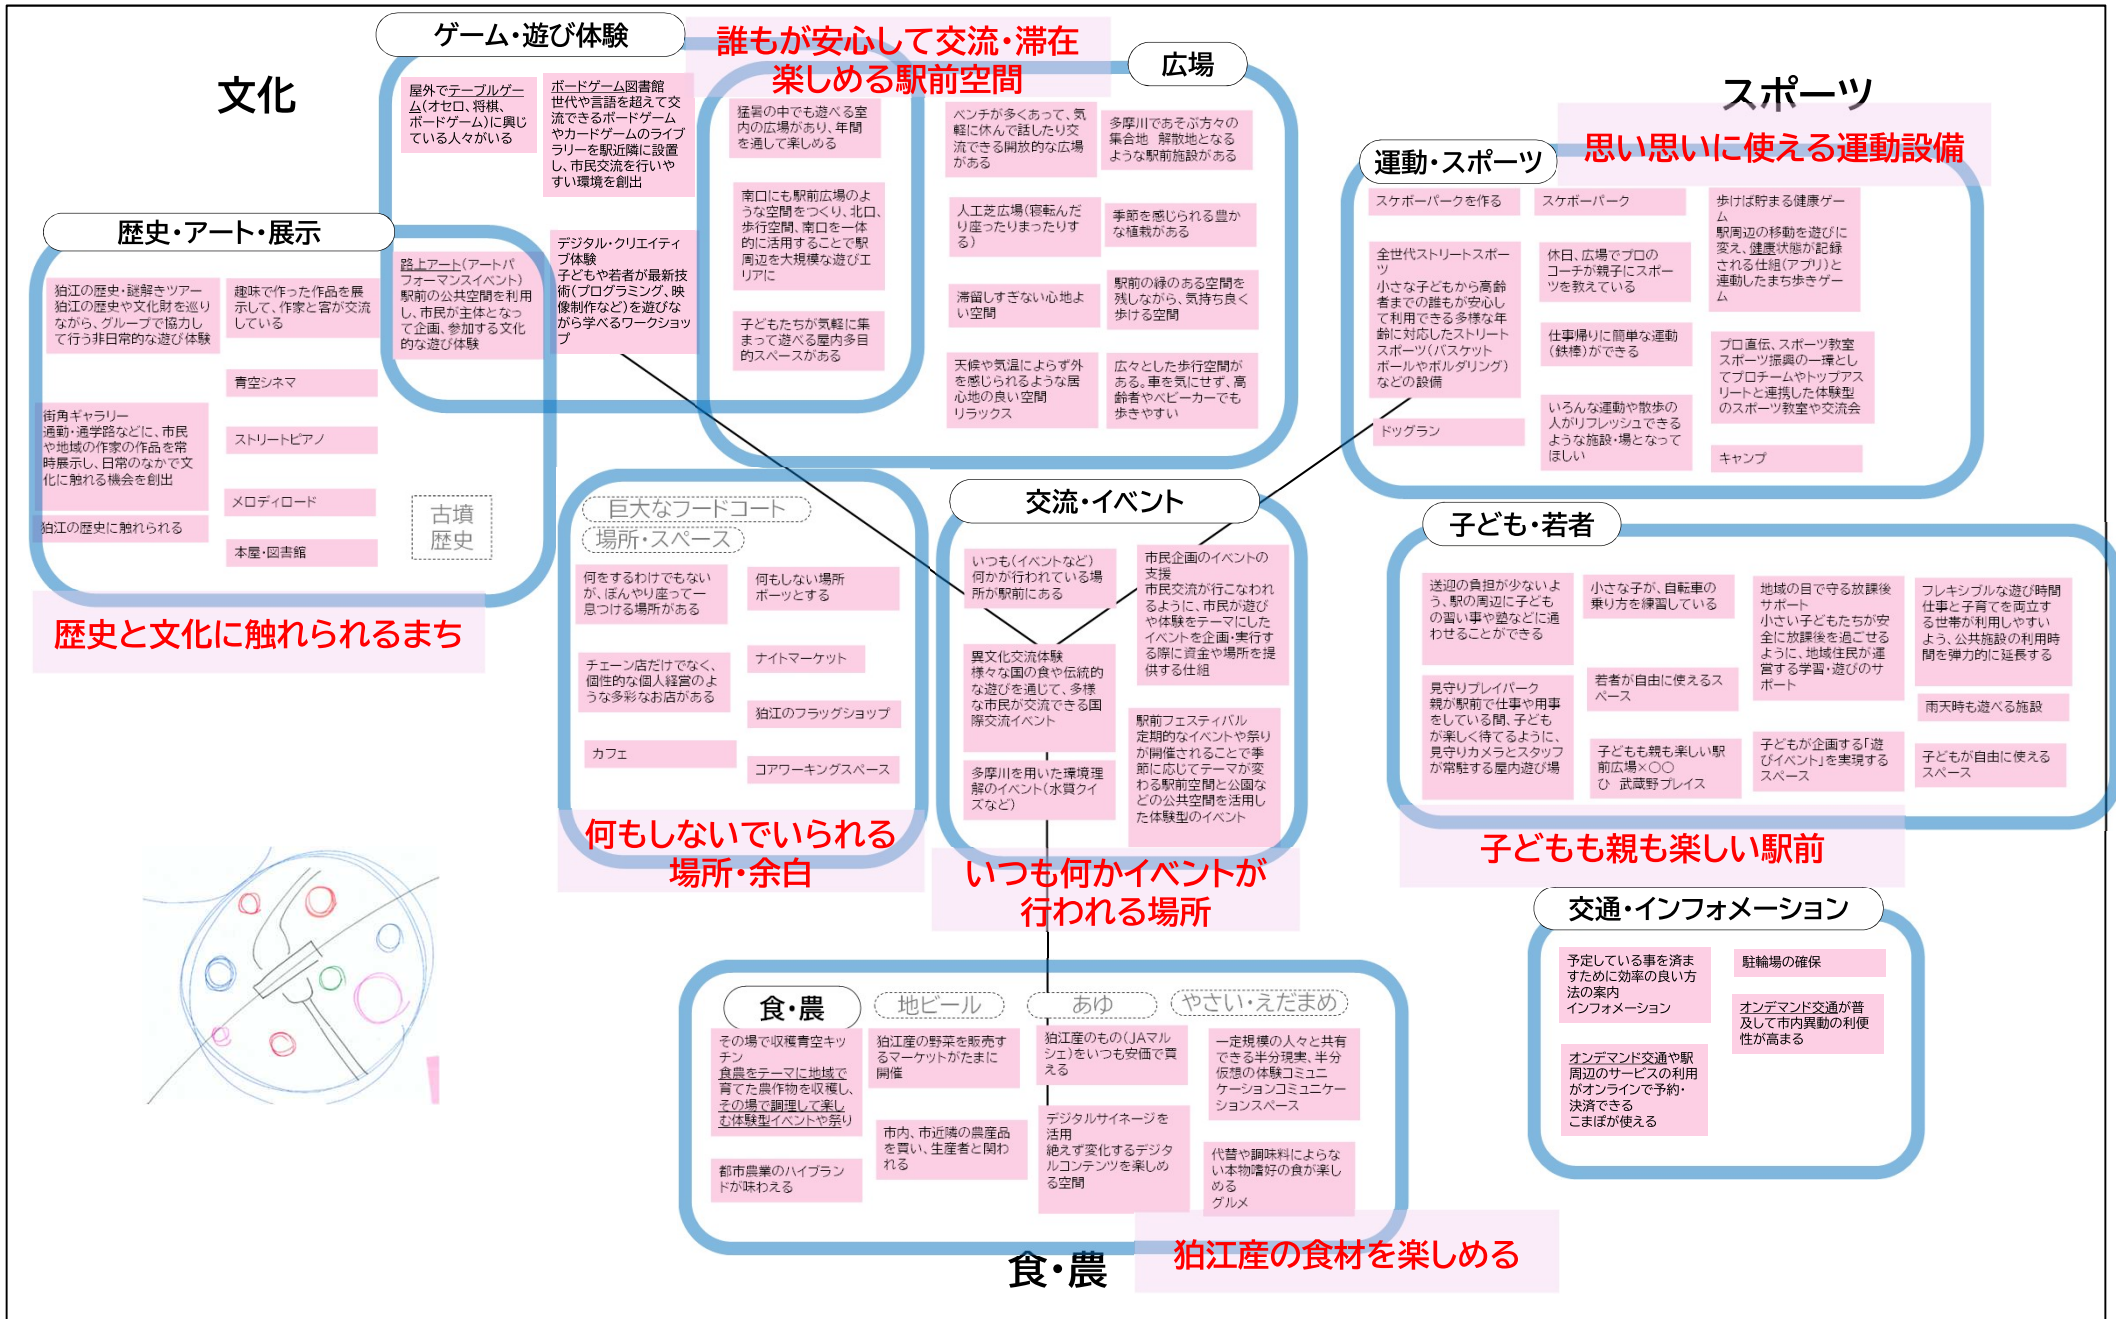 文化
ゲーム・遊び体験
屋外でテーブルゲー
ム(オセロ、将棋、
ボードゲーム)に興じ
ている人々がいる
ボードゲーム図書館
世代や言語を超えて交
流できるボードゲーム
やカードゲームのライブ
ラリーを駅近隣に設置
し、市民交流を行いや
すい環境を創出
路上アート(アートパ
フォーマンスイベント)
駅前の公共空間を利用
し、市民が主体となっ
て企画、参加する文化
的な遊び体験
デジタル・クリエイティ
ブ体験
子どもや若者が最新技
術(プログラミング、映
像制作など)を遊びな
がら学べるワークショッ
プ
誰もが安心して交流・滞在
楽しめる駅前空間
広場
猛暑の中でも遊べる室
内の広場があり、年間
を通して楽しめる
南口にも駅前広場のよ
うな空間をつくり、北口、
歩行空間、南口を一体
的に活用することで駅
周辺を大規模な遊びエ
リアに
子どもたちが気軽に集
まって遊べる屋内多目
的スペースがある
ベンチが多くあって、気
軽に休んで話したり交
流できる開放的な広場
がある
多摩川であそぶ方々の
集合地 解散地となる
ような駅前施設がある
人工芝広場(寝転んだ
り座ったりまったりす
る)
季節を感じられる豊か
な植栽がある
滞留しすぎない心地よ
い空間
駅前の緑のある空間を
残しながら、気持ち良く
歩ける空間
天候や気温によらず外
を感じられるような居
心地の良い空間
リラックス
広々とした歩行空間が
ある。車を気にせず、高
齢者やベビーカーでも
歩きやすい
スポーツ
思い思いに使える運動設備
運動・スポーツ
スケボーパークを作る
スケボーパーク
歩けば貯まる健康ゲー
ム
駅周辺の移動を遊びに
変え、健康状態が記録
される仕組(アプリ)と
連動したまち歩きゲー
ム
全世代ストリートスポー
ツ
小さな子どもから高齢
者までの誰もが安心し
て利用できる多様な年
齢に対応したストリート
スポーツ(バスケット
ボールやボルダリング)
などの設備
休日、広場でプロの
コーチが親子にスポー
ツを教えている
仕事帰りに簡単な運動
(鉄棒)ができる
プロ直伝、スポーツ教室
スポーツ振興の一環とし
てプロチームやトップアス
リートと連携した体験型
のスポーツ教室や交流会
ドッグラン
いろんな運動や散歩の
人がリフレッシュできる
ような施設・場となって
ほしい
キャンプ
歴史・アート・展示
狛江の歴史・謎解きツアー
狛江の歴史や文化財を巡り
ながら、グループで協力し
て行う非日常的な遊び体験
趣味で作った作品を展
示して、作家と客が交流
している
青空シネマ
街角ギャラリー
通勤・通学路などに、市民
や地域の作家の作品を常
時展示し、日常のなかで文
化に触れる機会を創出
ストリートピアノ
メロディロード
狛江の歴史に触れられる
本屋・図書館
古墳
歴史
歴史と文化に触れられるまち
巨大なフードコート
場所・スペース
何をするわけでもない
が、ぼんやり座って一
息つける場所がある
何もしない場所
ボーッとする
チェーン店だけでなく、
個性的な個人経営のよ
うな多彩なお店がある
ナイトマーケット
狛江のフラッグショップ
カフェ
コアワーキングスペース
何もしないでいられる
場所・余白
交流・イベント
いつも(イベントなど)
何かが行われている場
所が駅前にある
市民企画のイベントの
支援
市民交流が行こなわれ
るように、市民が遊び
や体験をテーマにした
イベントを企画・実行す
る際に資金や場所を提
供する仕組
異文化交流体験
様々な国の食や伝統的
な遊びを通じて、多様
な市民が交流できる国
際交流イベント
多摩川を用いた環境理
解のイベント(水質クイ
ズなど)
駅前フェスティバル
定期的なイベントや祭り
が開催されることで季
節に応じてテーマが変
わる駅前空間と公園な
どの公共空間を活用し
た体験型のイベント
いつも何かイベントが
行われる場所
子ども・若者
送迎の負担が少ないよ
う、駅の周辺に子ども
の習い事や塾などに通
わせることができる
小さな子が、自転車の
乗り方を練習している
地域の目で守る放課後
サポート
小さい子どもたちが安
全に放課後を過ごせる
ように、地域住民が運
営する学習・遊びのサ
ポート
フレキシブルな遊び時間
仕事と子育てを両立す
る世帯が利用しやすい
よう、公共施設の利用時
間を弾力的に延長する
見守りプレイパーク
親が駅前で仕事や用事
をしている間、子ども
が楽しく待てるように、
見守りカメラとスタッフ
が常駐する屋内遊び場
若者が自由に使えるス
ペース
雨天時も遊べる施設
子どもも親も楽しい駅
前広場×〇〇
ひ 武蔵野プレイス
子どもが企画する「遊
びイベント」を実現する
スペース
子どもが自由に使える
スペース
子どもも親も楽しい駅前
交通・インフォメーション
予定している事を済ま
すために効率の良い方
法の案内
インフォメーション
駐輪場の確保
オンデマンド交通が普
及して市内異動の利便
性が高まる
オンデマンド交通や駅
周辺のサービスの利用
がオンラインで予約・
決済できる
こまぽが使える
食・農
地ビール
あゆ
やさい・えだまめ
その場で収穫青空キッ
チン
食農をテーマに地域で
育てた農作物を収穫し、
その場で調理して楽し
む体験型イベントや祭り
狛江産の野菜を販売す
るマーケットがたまに
開催
狛江産のもの(JAマル
シェ)をいつも安価で買
える
一定規模の人々と共有
できる半分現実、半分
仮想の体験コミュニ
ケーションコミュニケー
ションスペース
市内、市近隣の農産品
を買い、生産者と関わ
れる
デジタルサイネージを
活用
絶えず変化するデジタ
ルコンテンツを楽しめ
る空間
都市農業のハイブラン
ドが味わえる
代替や調味料によらな
い本物嗜好の食が楽し
める
グルメ
狛江産の食材を楽しめる
食・農